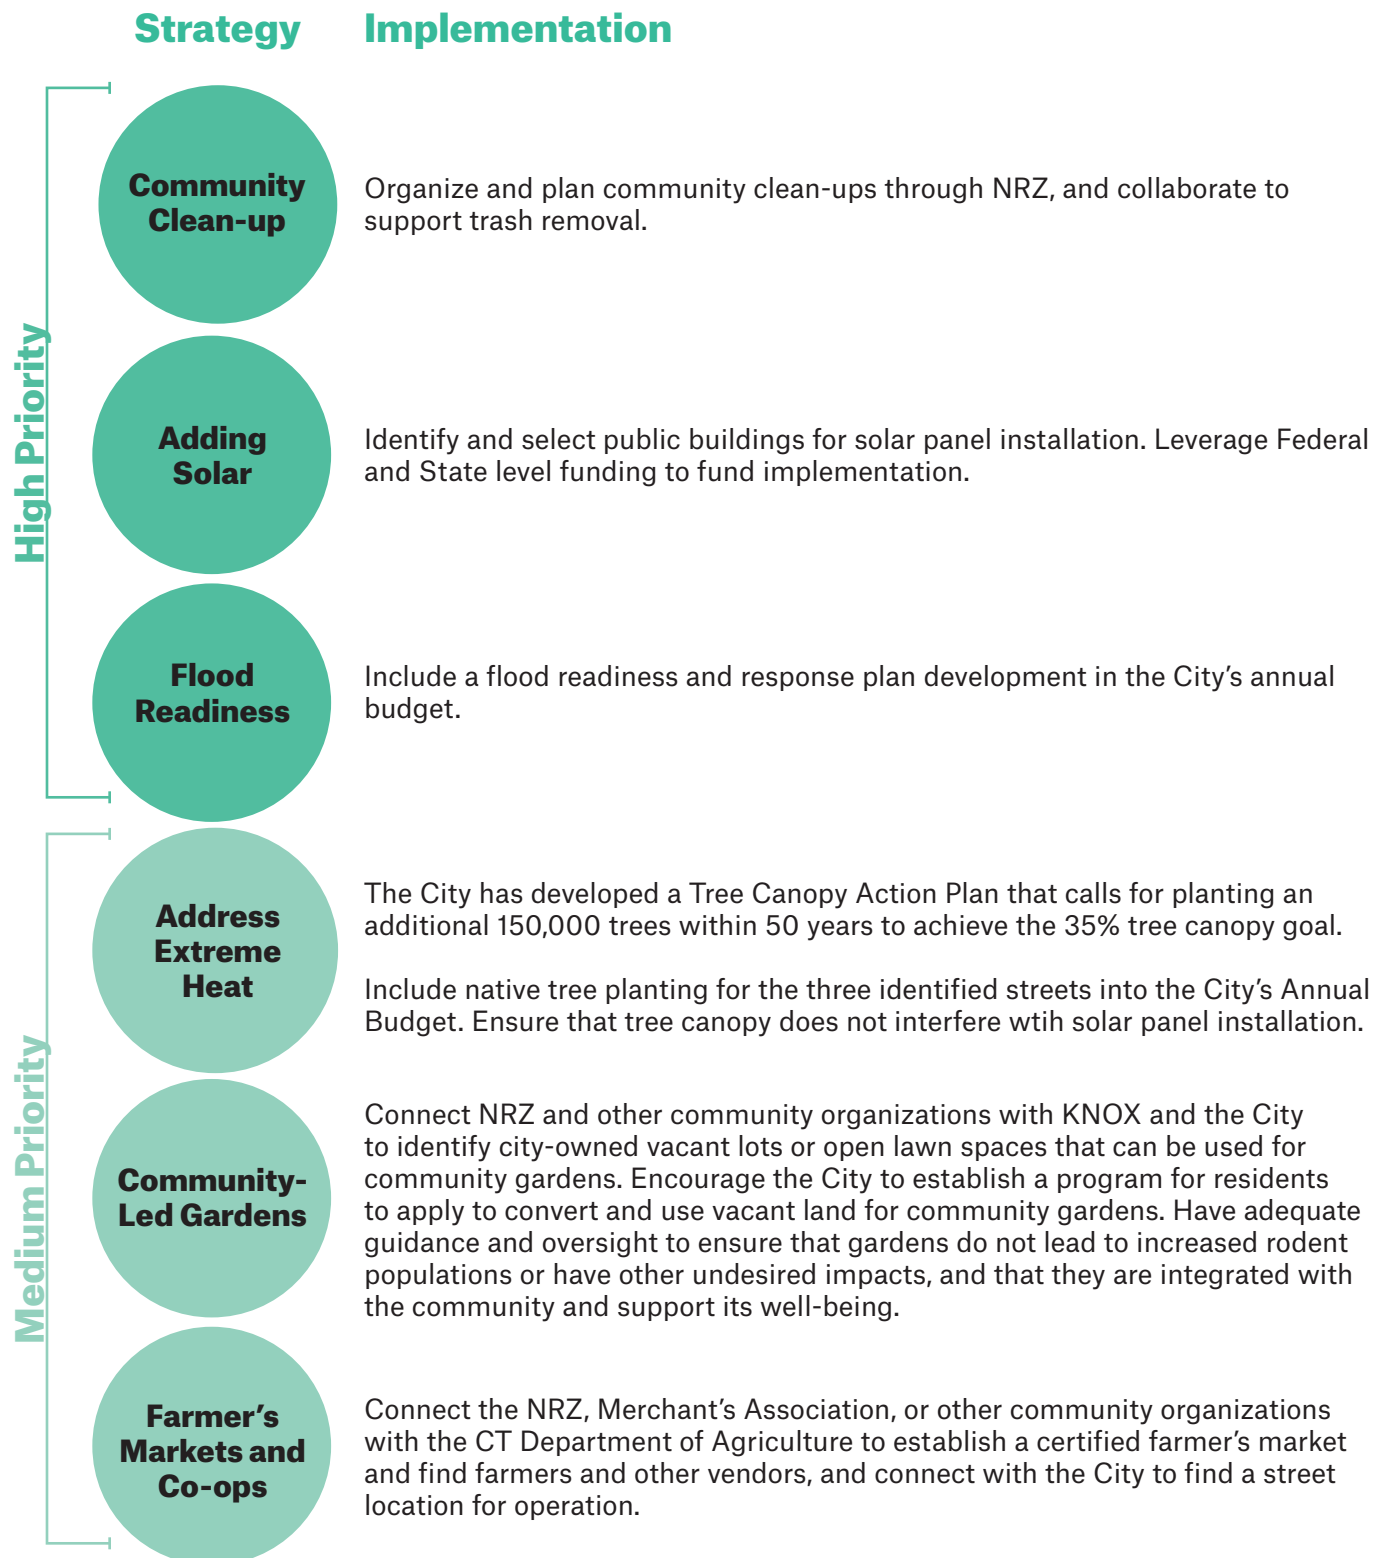 Strategy Implementation
High Priority
Community
Clean-up
Organize and plan community clean-ups through NRZ, and collaborate to
support trash removal.
Adding
Solar
Identify and select public buildings for solar panel installation. Leverage Federal
and State level funding to fund implementation.
Flood
Readiness
Include a flood readiness and response plan development in the City’s annual
budget.
Medium Priority
Address
Extreme
Heat
The City has developed a Tree Canopy Action Plan that calls for planting an
additional 150,000 trees within 50 years to achieve the 35% tree canopy goal.
Include native tree planting for the three identified streets into the City’s Annual
Budget. Ensure that tree canopy does not interfere wtih solar panel installation.
Community-
Led Gardens
Connect NRZ and other community organizations with KNOX and the City
to identify city-owned vacant lots or open lawn spaces that can be used for
community gardens. Encourage the City to establish a program for residents
to apply to convert and use vacant land for community gardens. Have adequate
guidance and oversight to ensure that gardens do not lead to increased rodent
populations or have other undesired impacts, and that they are integrated with
the community and support its well-being.
Farmer’s
Markets and
Co-ops
Connect the NRZ, Merchant’s Association, or other community organizations
with the CT Department of Agriculture to establish a certified farmer’s market
and find farmers and other vendors, and connect with the City to find a street
location for operation.